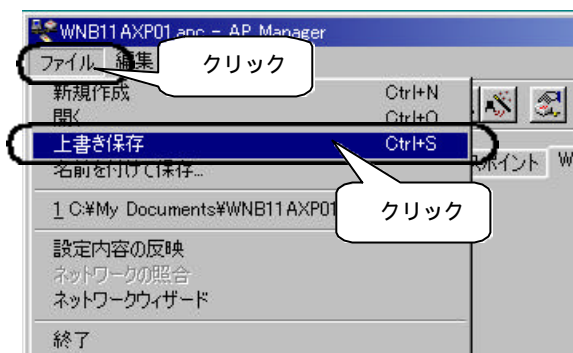 WNB11AXP01.apc - AP Manager
ファイル 編集
クリック
新規作成 Ctrl+N
開く Ctrl+O
上書き保存 Ctrl+S
名前を付けて保存...
スポイント W
1 C:¥My Documents¥WNB11AXP01
クリック
設定内容の反映
ネットワークの照合
ネットワークウィザード
終了